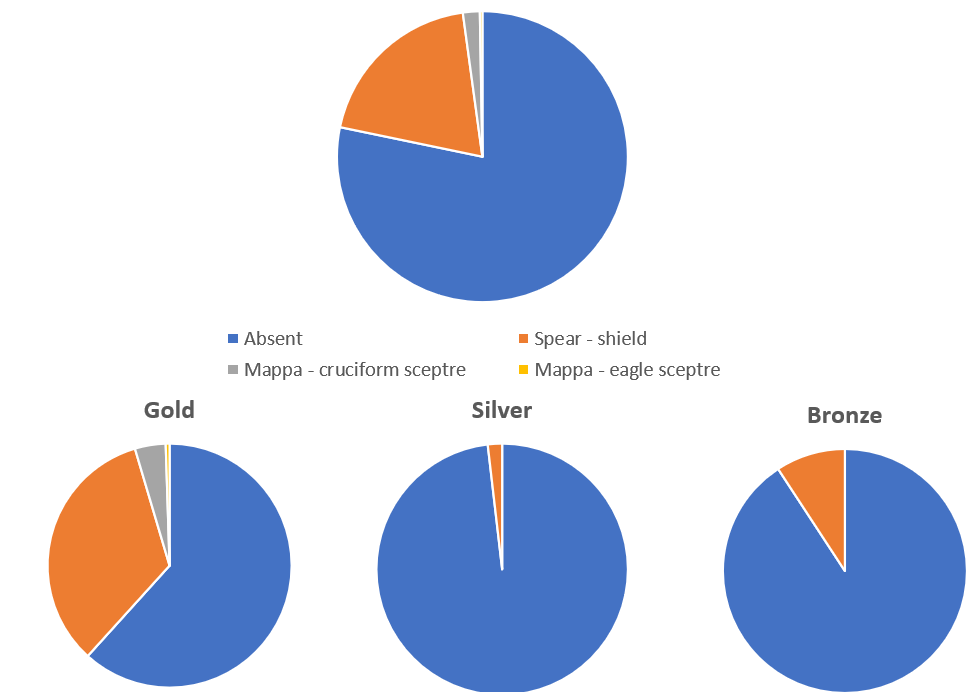 Absent
Spear - shield
Mappa - cruciform sceptre
Mappa - eagle sceptre
Gold
Silver
Bronze